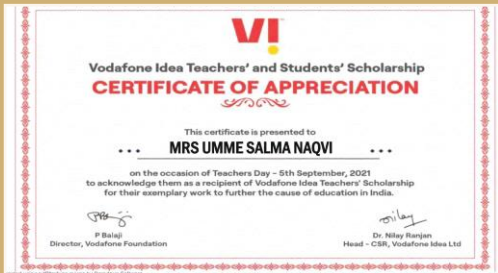 VI
Vodafone Idea Teachers' and Students' Scholarship
CERTIFICATE OF APPRECIATION
This certificate is presented to
... MRS UMME SALMA NAQVI ...
on the occasion of Teachers Day - 5th September, 2021
to acknowledge them as a recipient of Vodafone Idea Teachers' Scholarship
for their exemplary work to further the cause of education in India.
P Balaji
Director, Vodafone Foundation
Dr. Nilay Ranjan
Head - CSR, Vodafone Idea Ltd